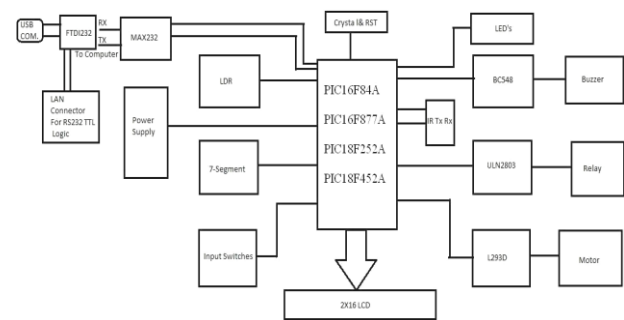 USB
COM.
FTDI232
RX
TX
To Computer
MAX232
Crysta l& RST
LED's
LDR
BC548
Buzzer
LAN
Connector
For RS232 TTL
Logic
Power
Supply
PIC16F84A
PIC16F877A
PIC18F252A
PIC18F452A
IR Tx Rx
7-Segment
ULN2803
Relay
Input Switches
L293D
Motor
2X16 LCD